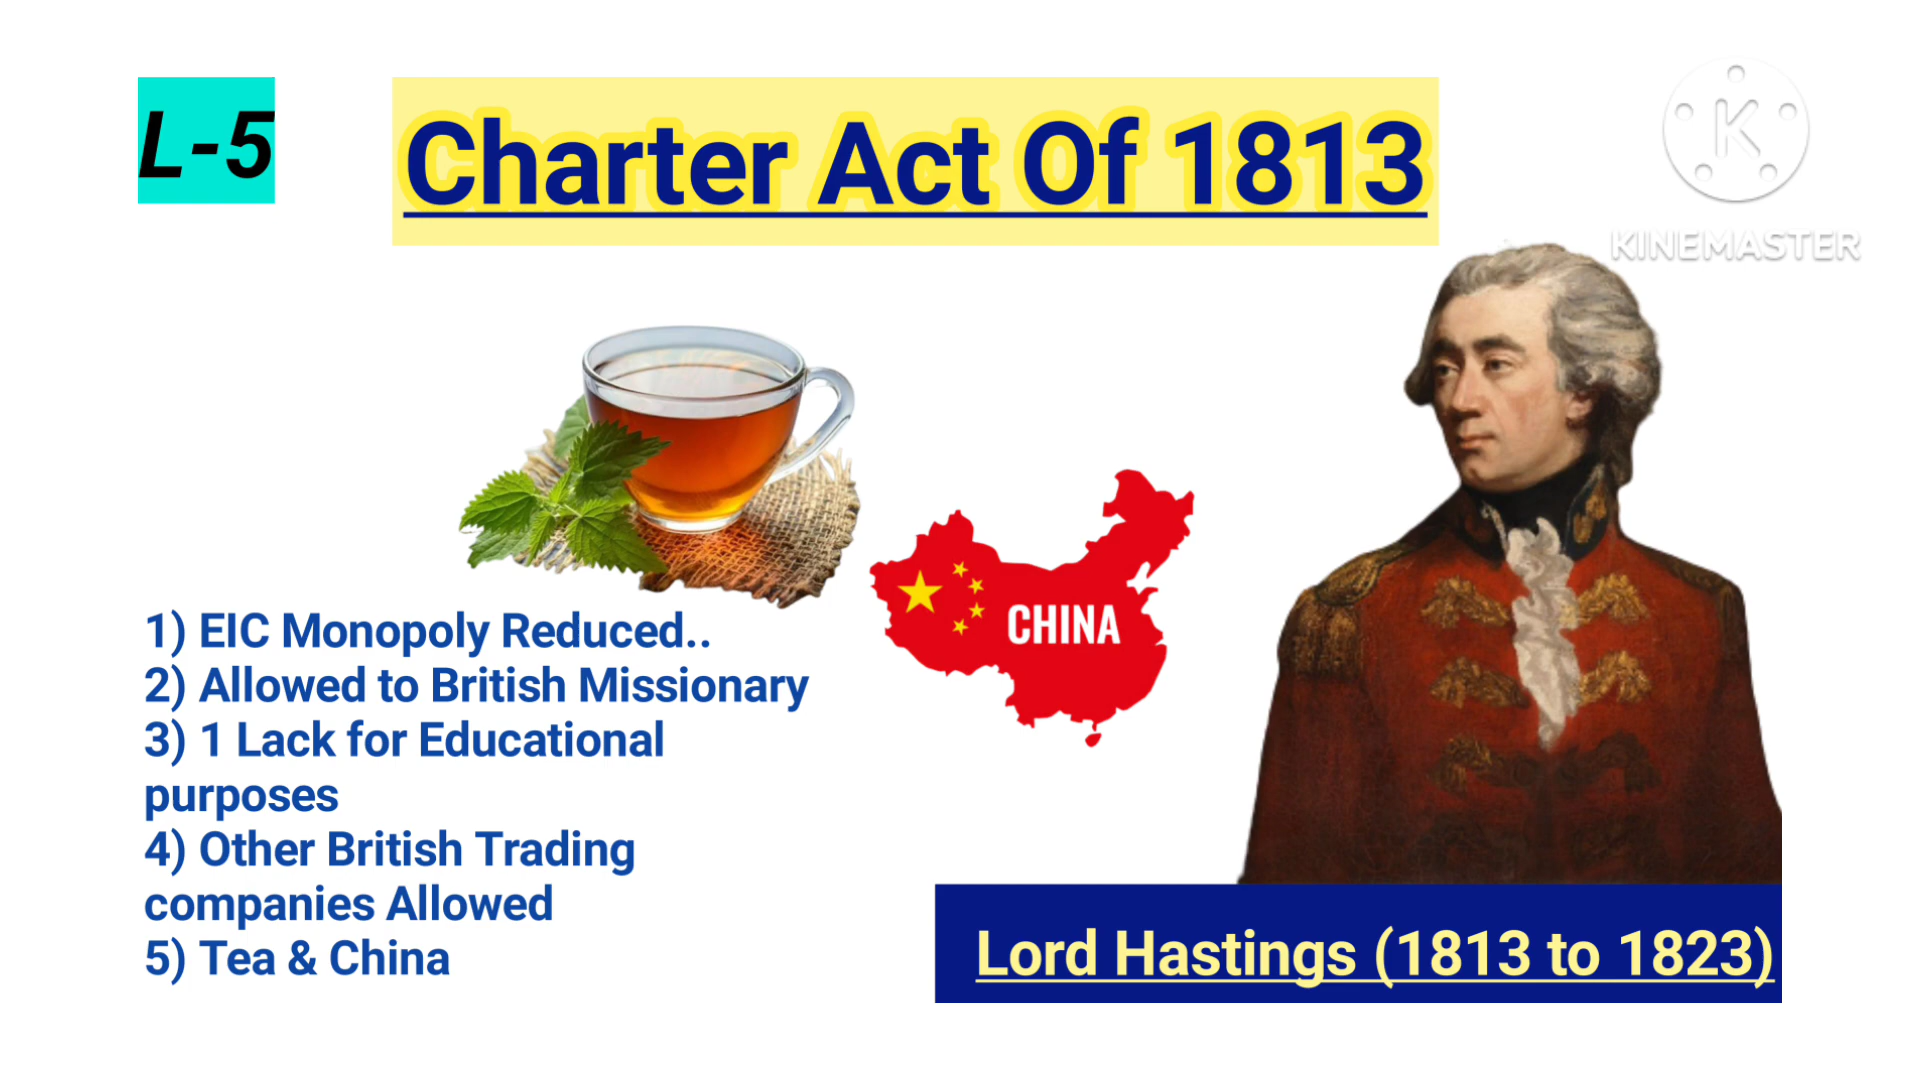 L-5
Charter Act Of 1813
K
KINEMASTER
CHINA
1) EIC Monopoly Reduced..
2) Allowed to British Missionary
3) 1 Lack for Educational
purposes
4) Other British Trading
companies Allowed
5) Tea & China
Lord Hastings (1813 to 1823)